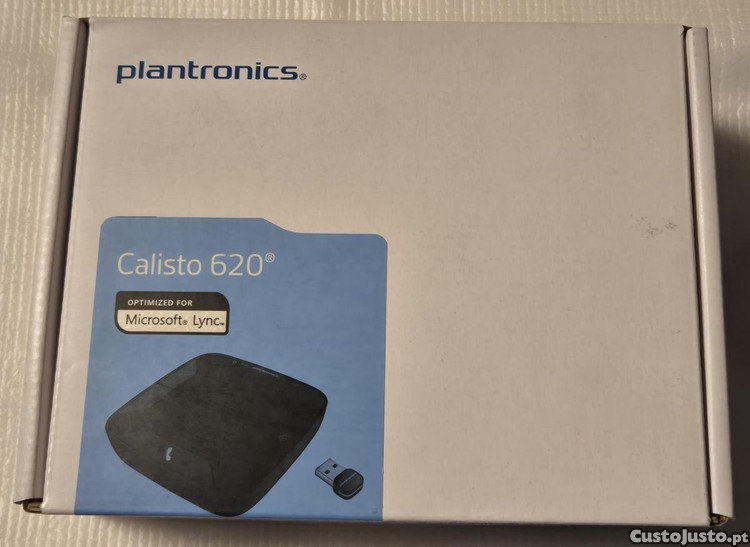 plantronics®
Calisto 620®
OPTIMIZED FOR
Microsoft® Lync™
CustoJusto.pt